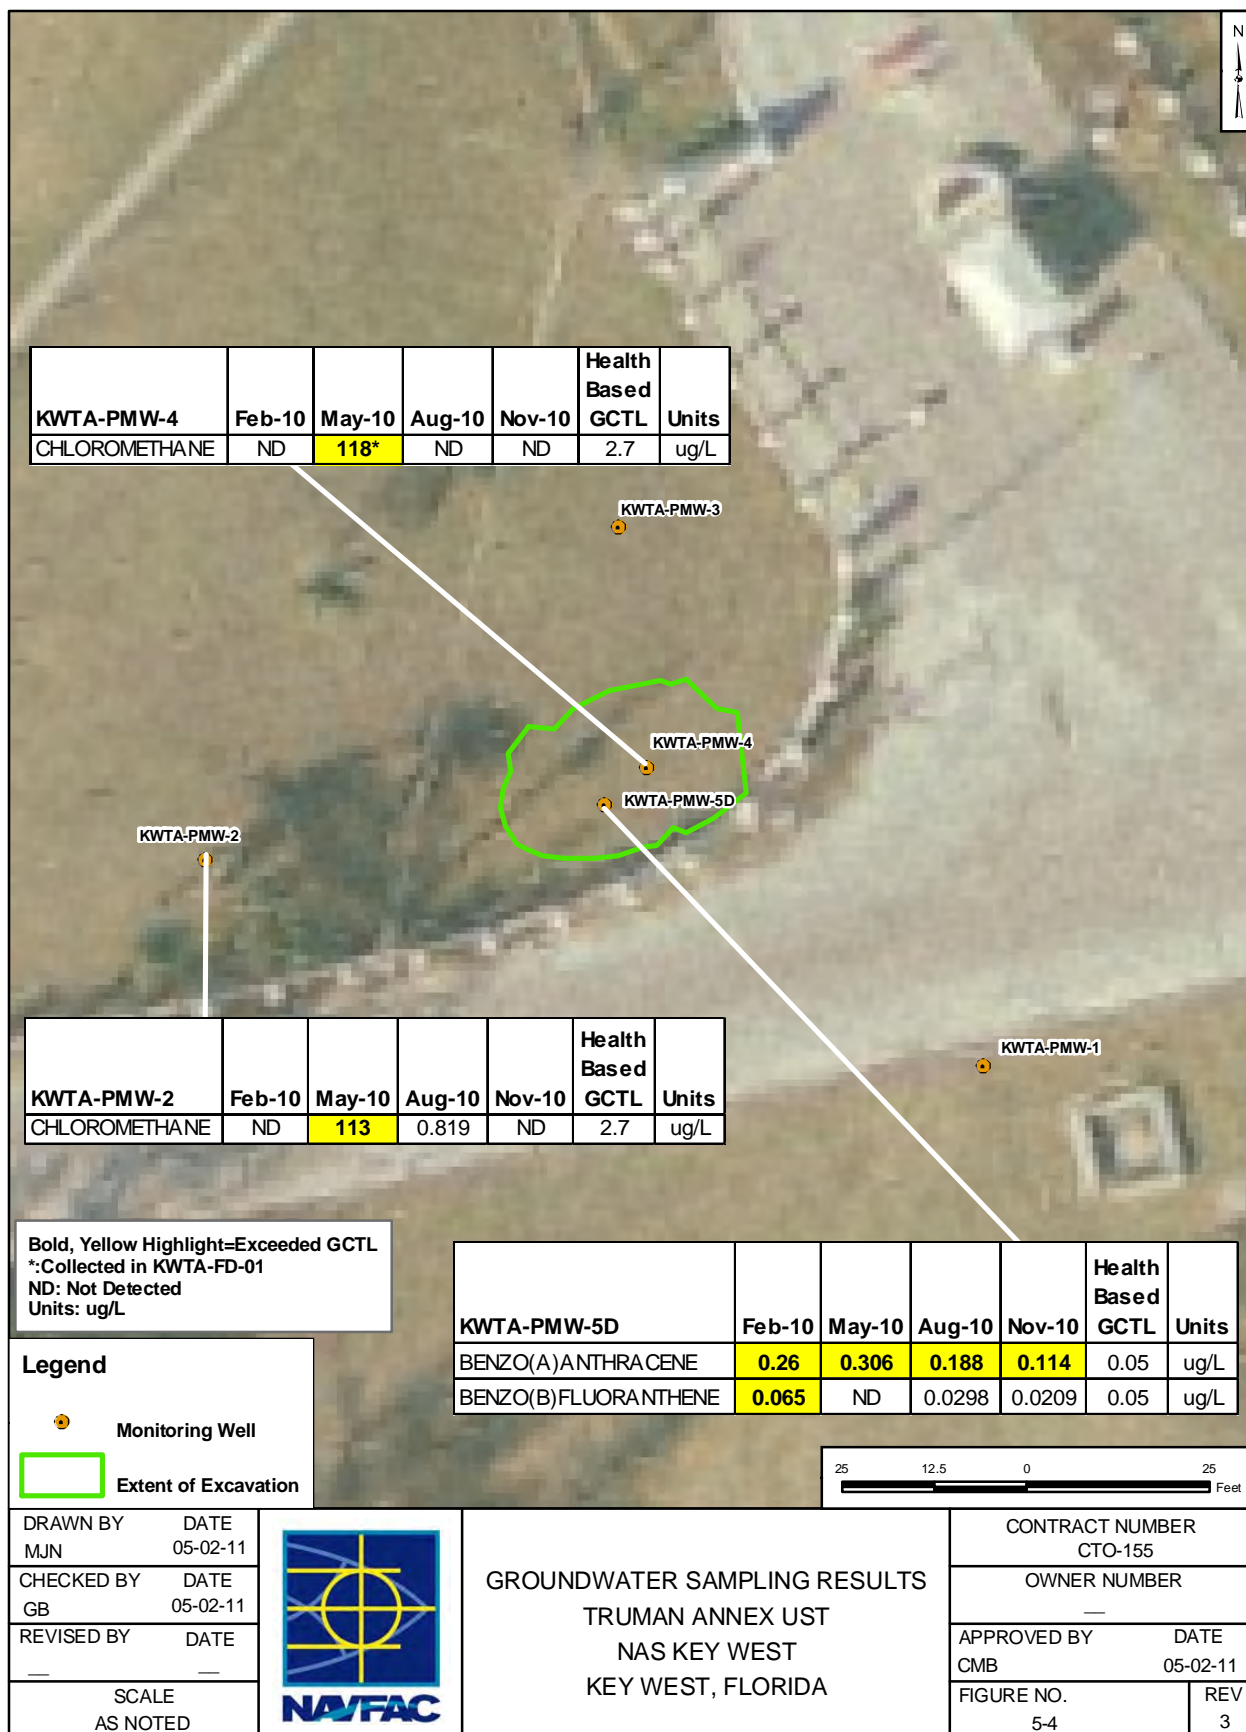 N
Health
Based
KWTA-PMW-4 Feb-10 May-10 Aug-10 Nov-10 GCTL Units
CHLOROMETHANE ND 118* ND ND 2.7 ug/L
KWTA-PMW-3
KWTA-PMW-4
KWTA-PMW-5D
KWTA-PMW-2
KWTA-PMW-1
Health
Based
KWTA-PMW-2 Feb-10 May-10 Aug-10 Nov-10 GCTL Units
CHLOROMETHANE ND 113 0.819 ND 2.7 ug/L
Bold, Yellow Highlight=Exceeded GCTL
*:Collected in KWTA-FD-01
ND: Not Detected
Units: ug/L
Health
Based
KWTA-PMW-5D Feb-10 May-10 Aug-10 Nov-10 GCTL Units
BENZO(A)ANTHRACENE 0.26 0.306 0.188 0.114 0.05 ug/L
BENZO(B)FLUORANTHENE 0.065 ND 0.0298 0.0209 0.05 ug/L
Legend
Monitoring Well
Extent of Excavation
25 12.5 0 25
Feet
DRAWN BY DATE
MJN 05-02-11
CHECKED BY DATE
GB 05-02-11
REVISED BY DATE
__ __
SCALE
AS NOTED
NAVFAC
GROUNDWATER SAMPLING RESULTS
TRUMAN ANNEX UST
NAS KEY WEST
KEY WEST, FLORIDA
CONTRACT NUMBER
CTO-155
OWNER NUMBER
__
APPROVED BY DATE
CMB 05-02-11
FIGURE NO. REV
5-4 3